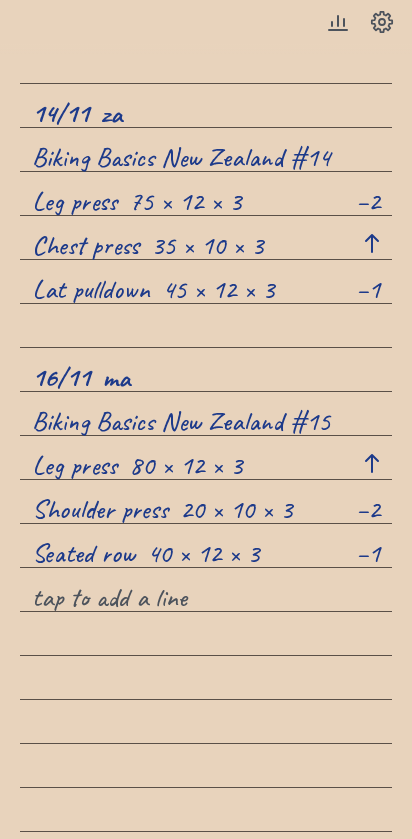 14/11 za
Biking Basics New Zealand #14
Leg press 75 × 12 × 3 –2
Chest press 35 × 10 × 3 ↑
Lat pulldown 45 × 12 × 3 –1
16/11 ma
Biking Basics New Zealand #15
Leg press 80 × 12 × 3 ↑
Shoulder press 20 × 10 × 3 –2
Seated row 40 × 12 × 3 –1
tap to add a line